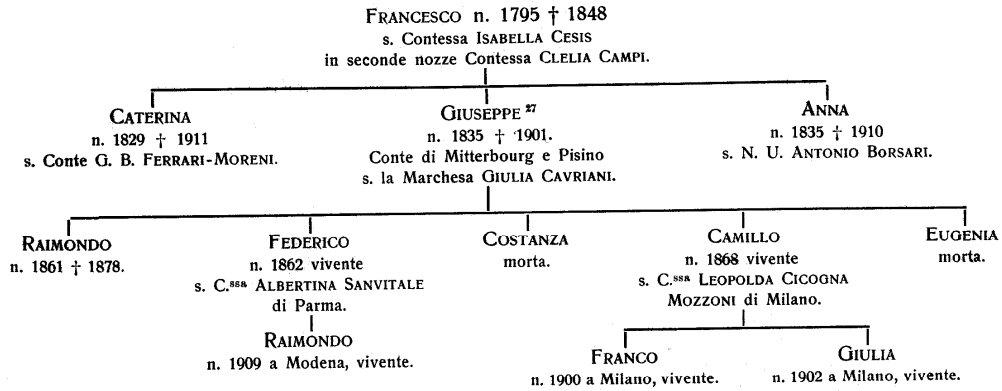 FRANCESCO n. 1795 † 1848
s. Contessa ISABELLA CESIS
in seconde nozze Contessa CLELIA CAMPI.
CATERINA
n. 1829 † 1911
s. Conte G. B. FERRARI-MORENI.
GIUSEPPE 27
n. 1835 † 1901.
Conte di Mitterbourg e Pisino
s. la Marchesa GIULIA CAVRIANI.
ANNA
n. 1835 † 1910
s. N. U. ANTONIO BORSARI.
RAIMONDO
n. 1861 † 1878.
FEDERICO
n. 1862 vivente
s. C.ssa ALBERTINA SANVITALE
di Parma.
COSTANZA
morta.
CAMILLO
n. 1868 vivente
s. C.ssa LEOPOLDA CICOGNA
MOZZONI di Milano.
EUGENIA
morta.
RAIMONDO
n. 1909 a Modena, vivente.
FRANCO
n. 1900 a Milano, vivente.
GIULIA
n. 1902 a Milano, vivente.